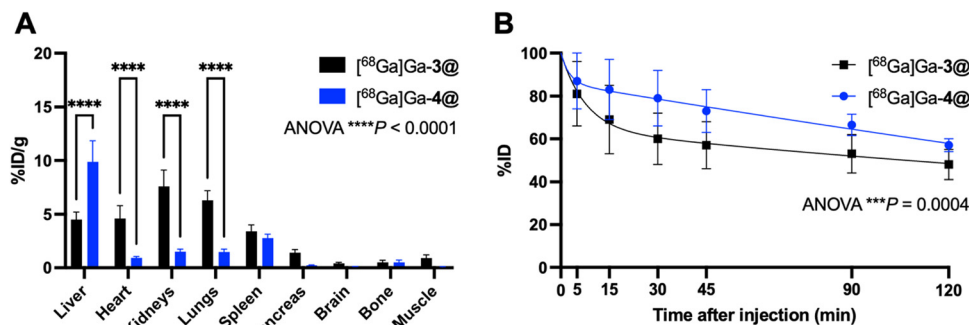 A
%ID/g
20
15
10
5
0
****
****
****
****
[⁶⁸Ga]Ga-3@
[⁶⁸Ga]Ga-4@
ANOVA ****P < 0.0001
Liver
Heart
Kidneys
Lungs
Spleen
ncreas
Brain
Bone
Muscle
B
%ID
100
80
60
40
20
0
[⁶⁸Ga]Ga-3@
[⁶⁸Ga]Ga-4@
ANOVA ***P = 0.0004
0 5 15 30 45 90 120
Time after injection (min)